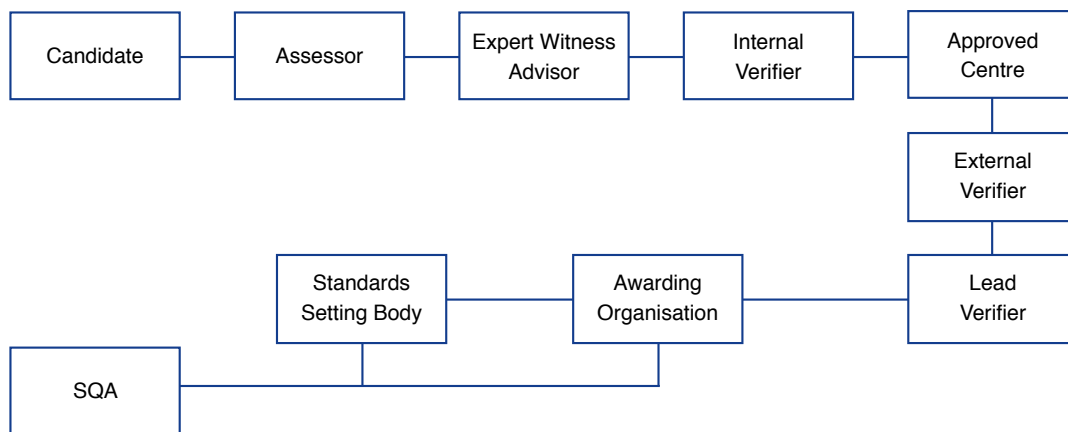 Candidate
Assessor
Expert Witness
Advisor
Internal
Verifier
Approved
Centre
External
Verifier
Lead
Verifier
Awarding
Organisation
Standards
Setting Body
SQA